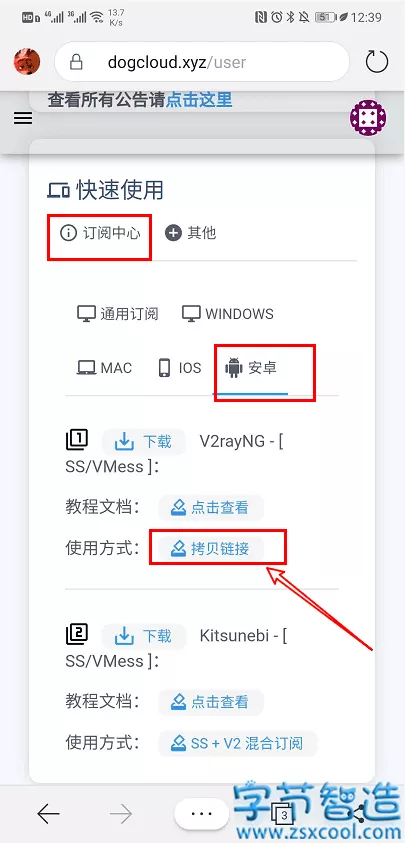 HD 4G 3G 13.7 K/s 57 12:39
dogcloud.xyz/user
查看所有公告请点击这里
快速使用
订阅中心 其他
通用订阅 WINDOWS
MAC IOS 安卓
1 下载 V2rayNG - [
SS/VMess ]:
教程文档： 点击查看
使用方式： 拷贝链接
2 下载 Kitsunebi - [
SS/VMess ]:
教程文档： 点击查看
使用方式： SS + V2 混合订阅
3
字节智造
www.zsxcool.com